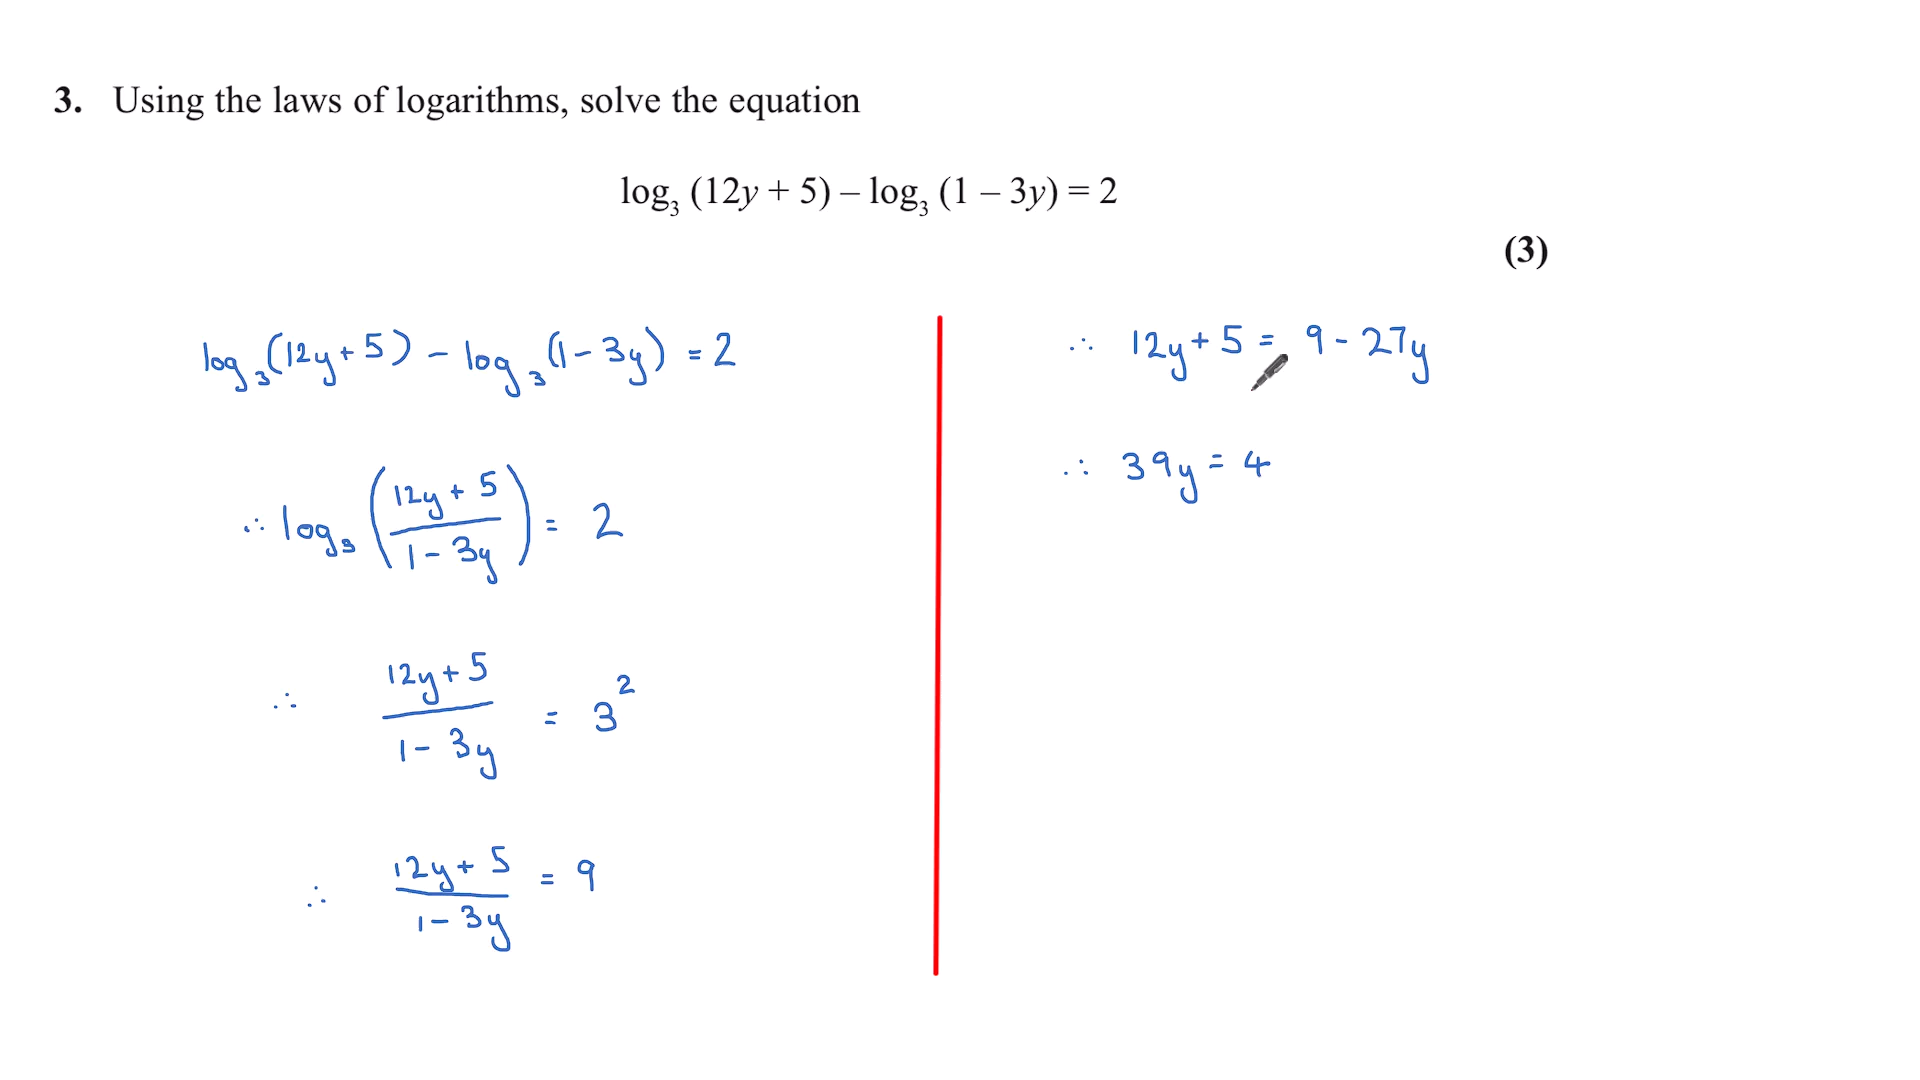 3. Using the laws of logarithms, solve the equation
log₃ (12y + 5) – log₃ (1 – 3y) = 2
(3)
log₃(12y+5) - log₃(1-3y) = 2
∴ log₃((12y+5)/(1-3y)) = 2
∴ (12y+5)/(1-3y) = 3²
∴ (12y+5)/(1-3y) = 9
∴ 12y+5 = 9-27y
∴ 39y = 4